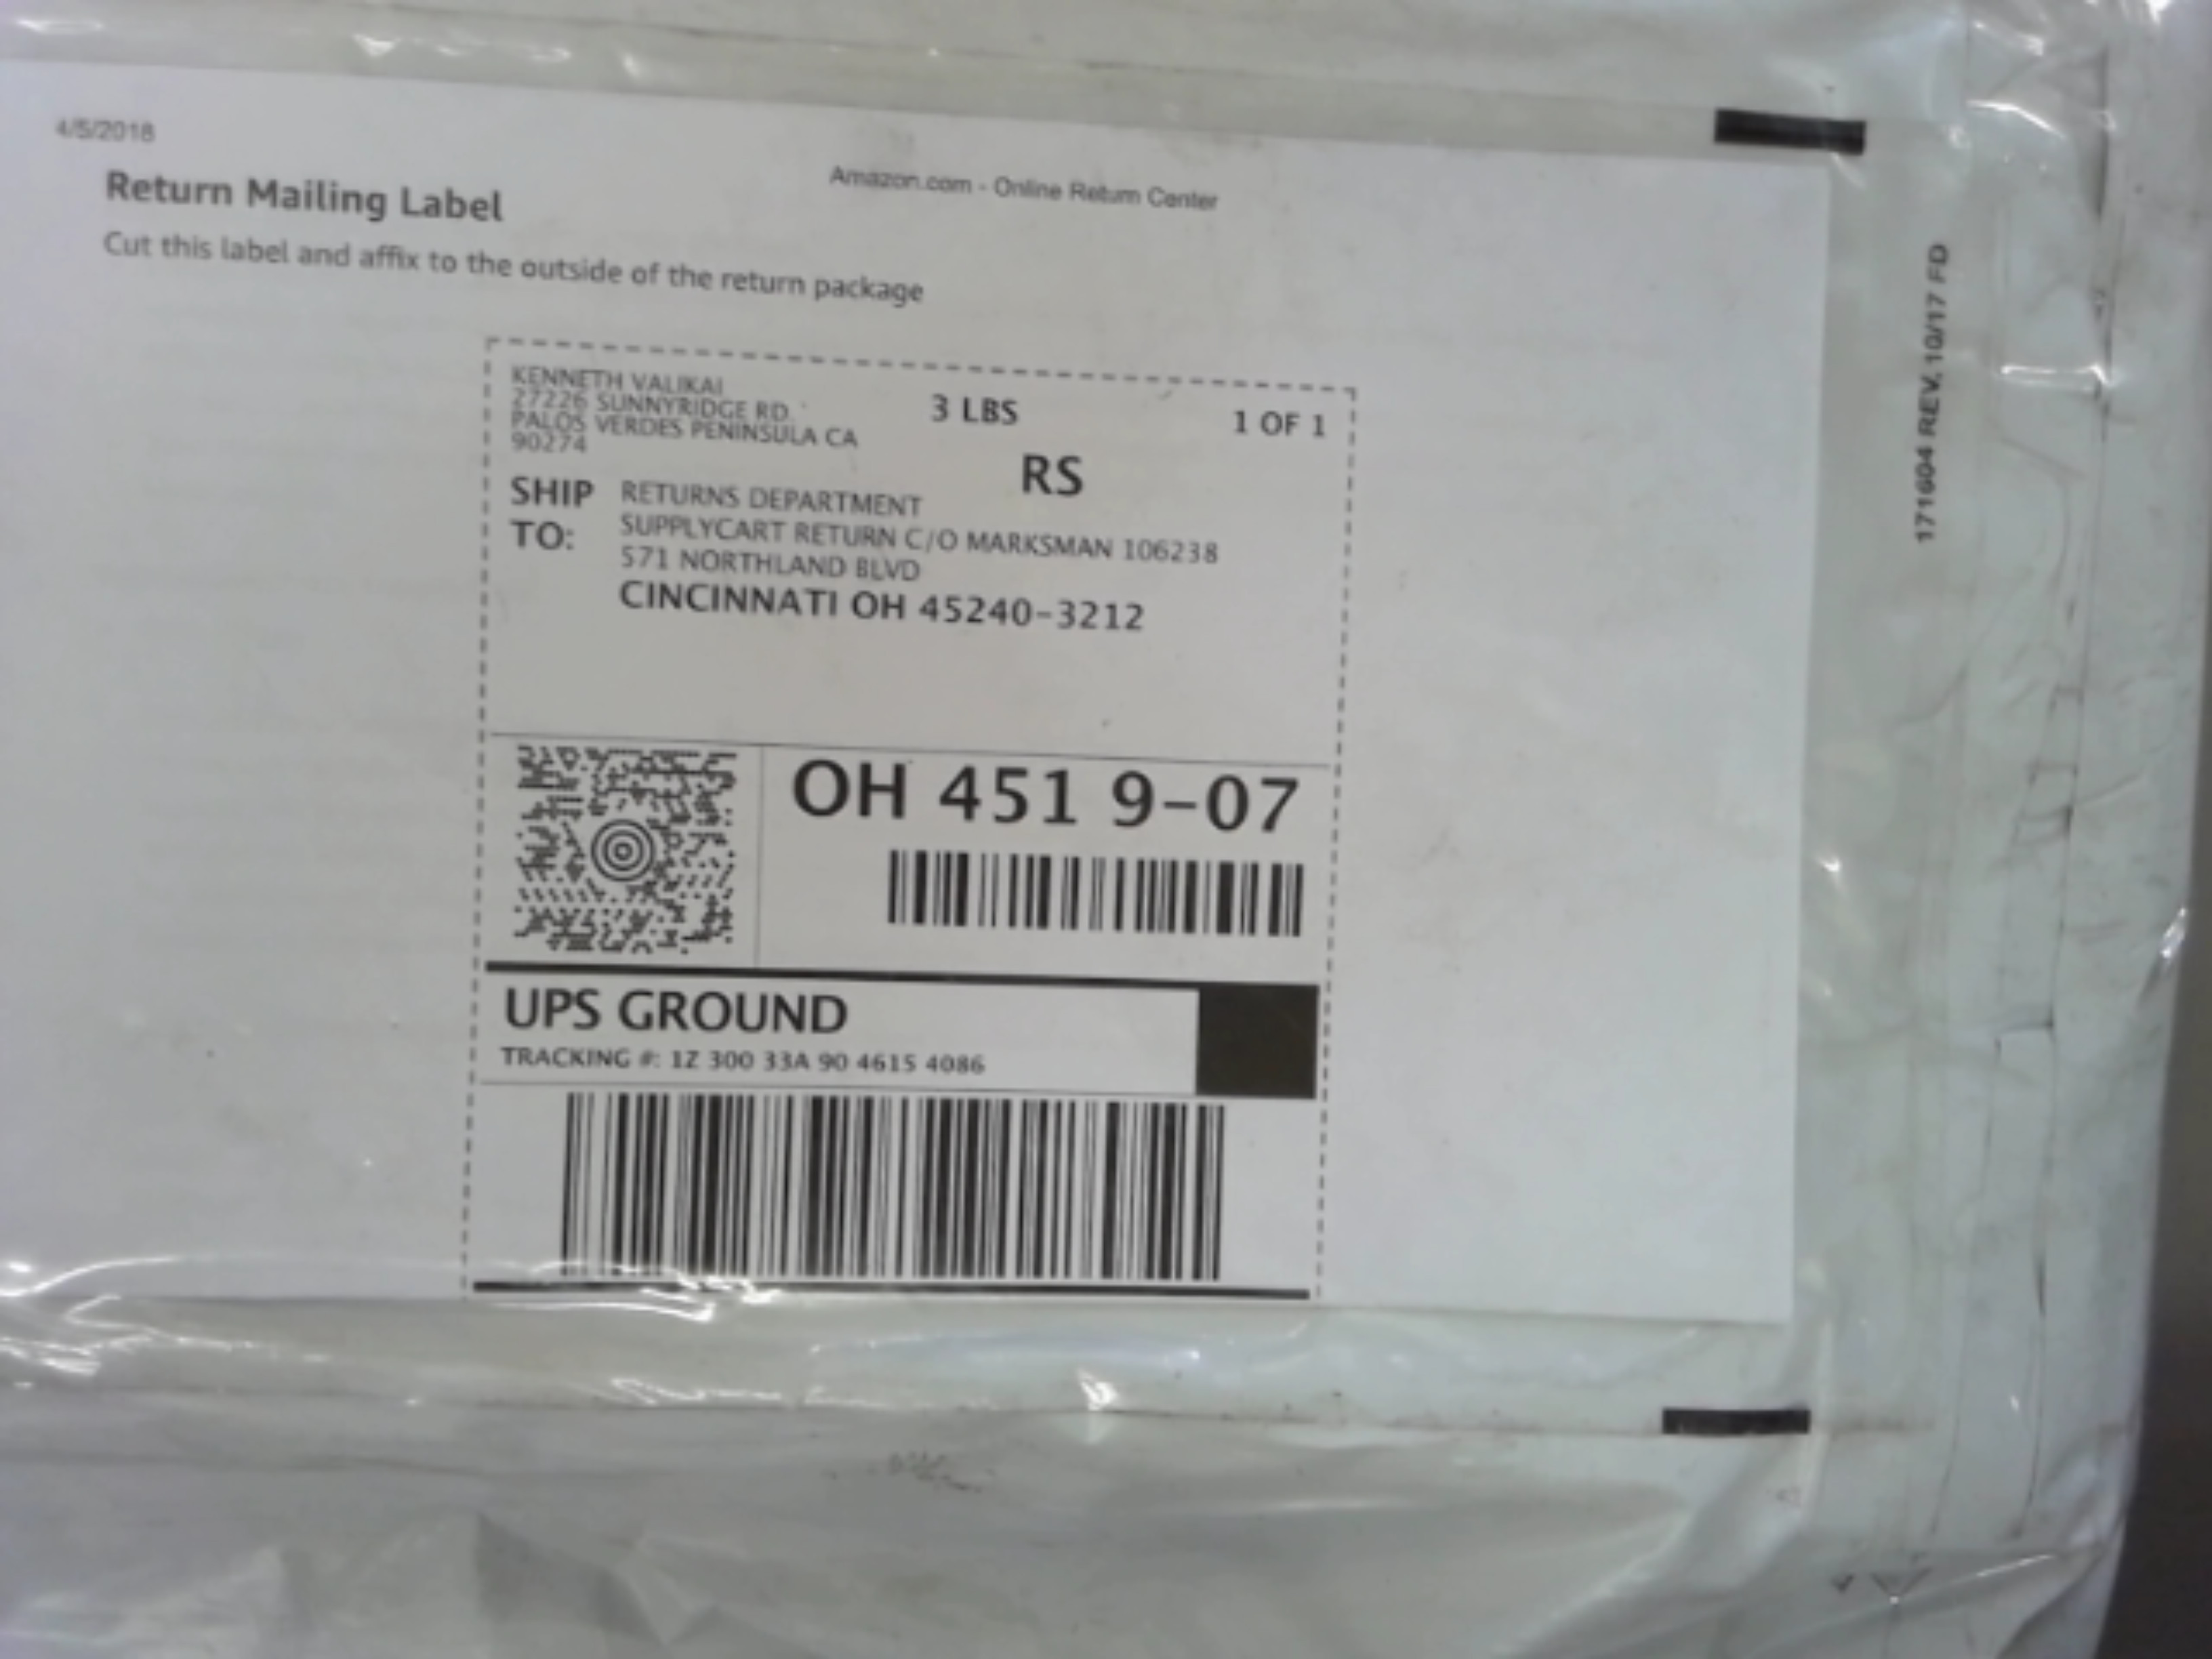 4/5/2018
Amazon.com - Online Return Center
Return Mailing Label
Cut this label and affix to the outside of the return package
KENNETH VALIKAI
27226 SUNNYRIDGE RD.
PALOS VERDES PENINSULA CA
90274
3 LBS
1 OF 1
RS
SHIP TO:
RETURNS DEPARTMENT
SUPPLYCART RETURN C/O MARKSMAN 106238
571 NORTHLAND BLVD
CINCINNATI OH 45240-3212
OH 451 9-07
UPS GROUND
TRACKING #: 1Z 300 33A 90 4615 4086
171604 REV. 10/17 FD